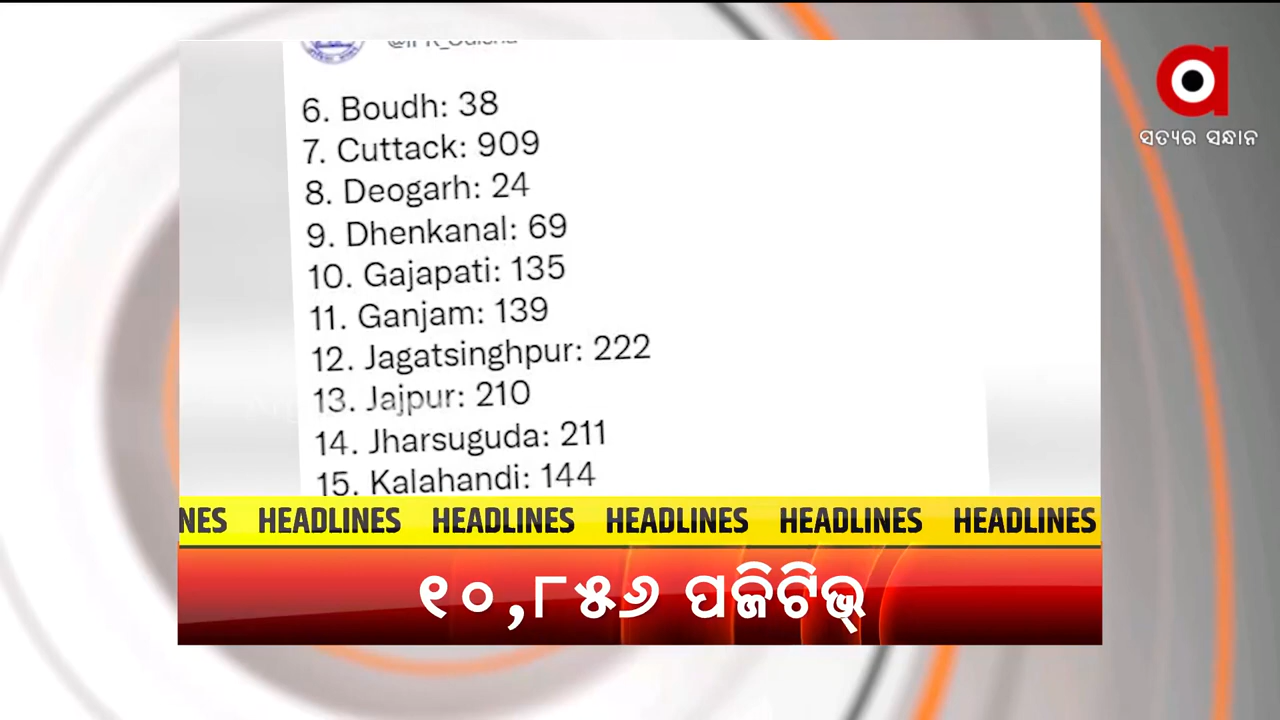 @IPR_Odisha
6. Boudh: 38
7. Cuttack: 909
8. Deogarh: 24
9. Dhenkanal: 69
10. Gajapati: 135
11. Ganjam: 139
12. Jagatsinghpur: 222
13. Jajpur: 210
14. Jharsuguda: 211
15. Kalahandi: 144
a
ସତ୍ୟର ସନ୍ଧାନ
NES HEADLINES HEADLINES HEADLINES HEADLINES HEADLINES
୧୦,୮୫୬ ପଜିଟିଭ୍